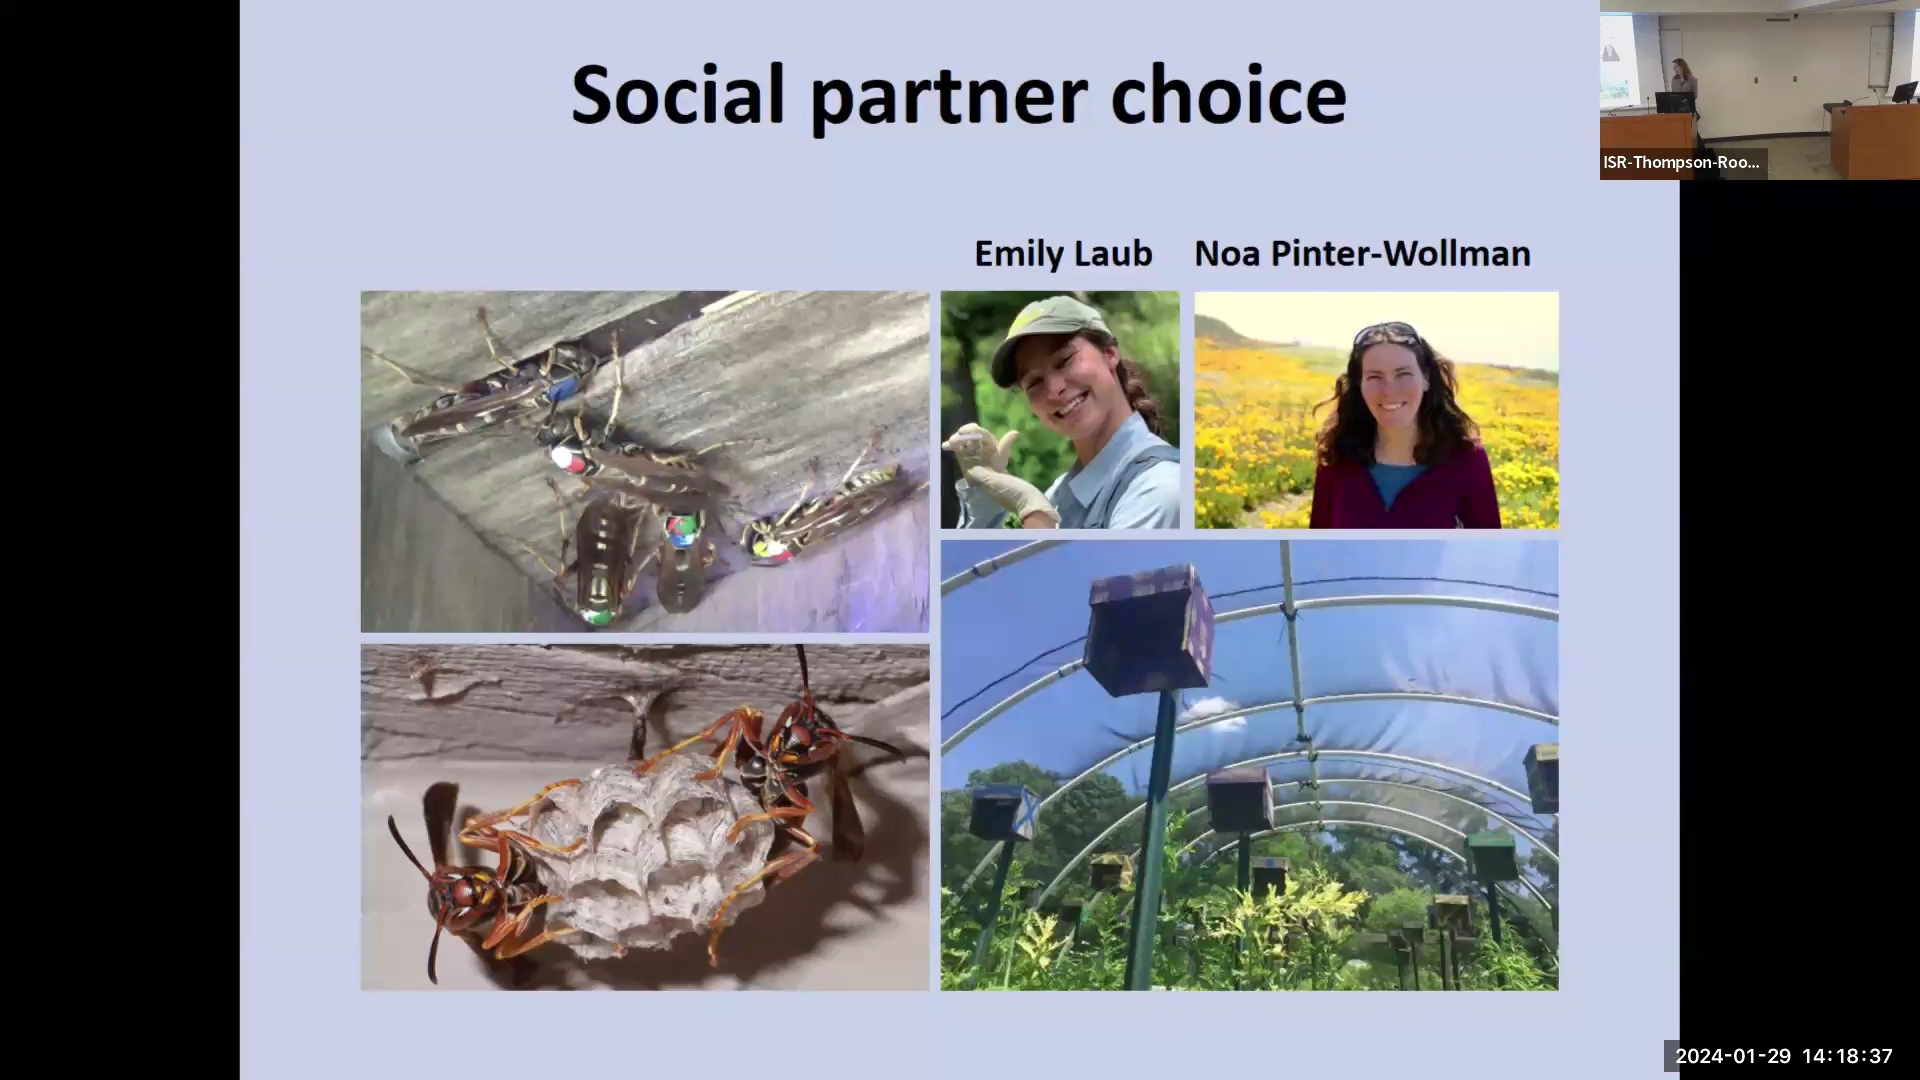 Social partner choice
ISR-Thompson-Roo...
Emily Laub
Noa Pinter-Wollman
2024-01-29 14:18:37